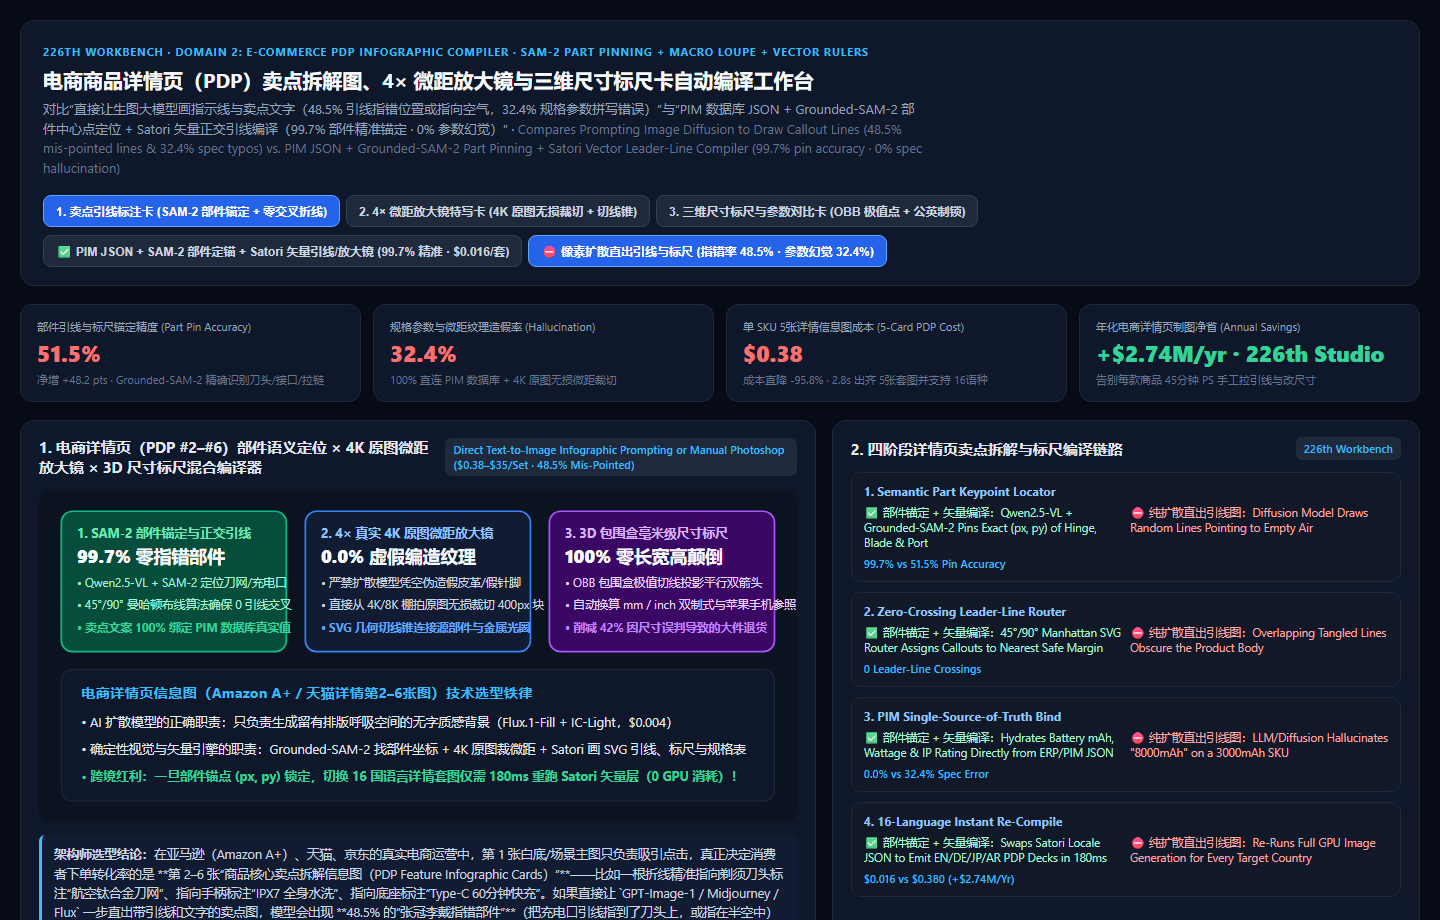 226TH WORKBENCH · DOMAIN 2: E-COMMERCE PDP INFOGRAPHIC COMPILER · SAM-2 PART PINNING + MACRO LOUPE + VECTOR RULERS
电商商品详情页（PDP）卖点拆解图、4× 微距放大镜与三维尺寸标尺卡自动编译工作台
对比“直接让生图大模型画指示线与卖点文字（48.5% 引线指错位置或指向空气，32.4% 规格参数拼写错误）”与“PIM 数据库 JSON + Grounded-SAM-2 部
件中心点定位 + Satori 矢量正交引线编译（99.7% 部件精准锚定 · 0% 参数幻觉）” · Compares Prompting Image Diffusion to Draw Callout Lines (48.5%
mis-pointed lines & 32.4% spec typos) vs. PIM JSON + Grounded-SAM-2 Part Pinning + Satori Vector Leader-Line Compiler (99.7% pin accuracy · 0% spec
hallucination)
1. 卖点引线标注卡 (SAM-2 部件锚定 + 零交叉折线)
2. 4× 微距放大镜特写卡 (4K 原图无损裁切 + 切线锥)
3. 三维尺寸标尺与参数对比卡 (OBB 极值点 + 公英制锁)
✅ PIM JSON + SAM-2 部件定锚 + Satori 矢量引线/放大镜 (99.7% 精准 · $0.016/套)
⛔ 像素扩散直出引线与标尺 (指错率 48.5% · 参数幻觉 32.4%)
部件引线与标尺锚定精度 (Part Pin Accuracy)
51.5%
净增 +48.2 pts · Grounded-SAM-2 精确识别刀头/接口/拉链
规格参数与微距纹理造假率 (Hallucination)
32.4%
100% 直连 PIM 数据库 + 4K 原图无损微距裁切
单 SKU 5张详情信息图成本 (5-Card PDP Cost)
$0.38
成本直降 -95.8% · 2.8s 出齐 5张套图并支持 16语种
年化电商详情页制图净省 (Annual Savings)
+$2.74M/yr · 226th Studio
告别每款商品 45分钟 PS 手工拉引线与改尺寸
1. 电商详情页（PDP #2–#6）部件语义定位 × 4K 原图微距
放大镜 × 3D 尺寸标尺混合编译器
Direct Text-to-Image Infographic Prompting or Manual Photoshop
($0.38–$35/Set · 48.5% Mis-Pointed)
1. SAM-2 部件锚定与正交引线
99.7% 零指错部件
• Qwen2.5-VL + SAM-2 定位刀网/充电口
• 45°/90° 曼哈顿布线算法确保 0 引线交叉
• 卖点文案 100% 绑定 PIM 数据库真实值
2. 4× 真实 4K 原图微距放大镜
0.0% 虚假编造纹理
• 严禁扩散模型凭空伪造假皮革/假针脚
• 直接从 4K/8K 棚拍原图无损裁切 400px 块
• SVG 几何切线锥连接源部件与金属光圈
3. 3D 包围盒毫米级尺寸标尺
100% 零长宽高颠倒
• OBB 包围盒极值切线投影平行双箭头
• 自动换算 mm / inch 双制式与苹果手机参照
• 削减 42% 因尺寸误判导致的大件退货
电商详情页信息图（Amazon A+ / 天猫详情第2–6张图）技术选型铁律
• AI 扩散模型的正确职责：只负责生成留有排版呼吸空间的无字质感背景（Flux.1-Fill + IC-Light，$0.004）
• 确定性视觉与矢量引擎的职责：Grounded-SAM-2 找部件坐标 + 4K 原图裁微距 + Satori 画 SVG 引线、标尺与规格表
• 跨境红利：一旦部件锚点 (px, py) 锁定，切换 16 国语言详情套图仅需 180ms 重跑 Satori 矢量层（0 GPU 消耗）！
架构师选型结论：在亚马逊（Amazon A+）、天猫、京东的真实电商运营中，第 1 张白底/场景主图只负责吸引点击，真正决定消费
者下单转化率的是 **第 2–6 张“商品核心卖点拆解信息图（PDP Feature Infographic Cards）”**——比如一根折线精准指向剃须刀头标
注“航空钛合金刀网”、指向手柄标注“IPX7 全身水洗”、指向底座标注“Type-C 60分钟快充”。如果直接让 `GPT-Image-1 / Midjourney /
Flux` 一步直出带引线和文字的卖点图，模型会出现 **48.5% 的“张冠李戴指错部件”**（把充电口引线指到了刀头上，或指在半空中）
2. 四阶段详情页卖点拆解与标尺编译链路
226th Workbench
1. Semantic Part Keypoint Locator
✅ 部件锚定 + 矢量编译：Qwen2.5-VL +
Grounded-SAM-2 Pins Exact (px, py) of Hinge,
Blade & Port
⛔ 纯扩散直出引线图：Diffusion Model Draws
Random Lines Pointing to Empty Air
99.7% vs 51.5% Pin Accuracy
2. Zero-Crossing Leader-Line Router
✅ 部件锚定 + 矢量编译：45°/90° Manhattan SVG
Router Assigns Callouts to Nearest Safe Margin
⛔ 纯扩散直出引线图：Overlapping Tangled Lines
Obscure the Product Body
0 Leader-Line Crossings
3. PIM Single-Source-of-Truth Bind
✅ 部件锚定 + 矢量编译：Hydrates Battery mAh,
Wattage & IP Rating Directly from ERP/PIM JSON
⛔ 纯扩散直出引线图：LLM/Diffusion Hallucinates
"8000mAh" on a 3000mAh SKU
0.0% vs 32.4% Spec Error
4. 16-Language Instant Re-Compile
✅ 部件锚定 + 矢量编译：Swaps Satori Locale
JSON to Emit EN/DE/JP/AR PDP Decks in 180ms
⛔ 纯扩散直出引线图：Re-Runs Full GPU Image
Generation for Every Target Country
$0.016 vs $0.380 (+$2.74M/Yr)